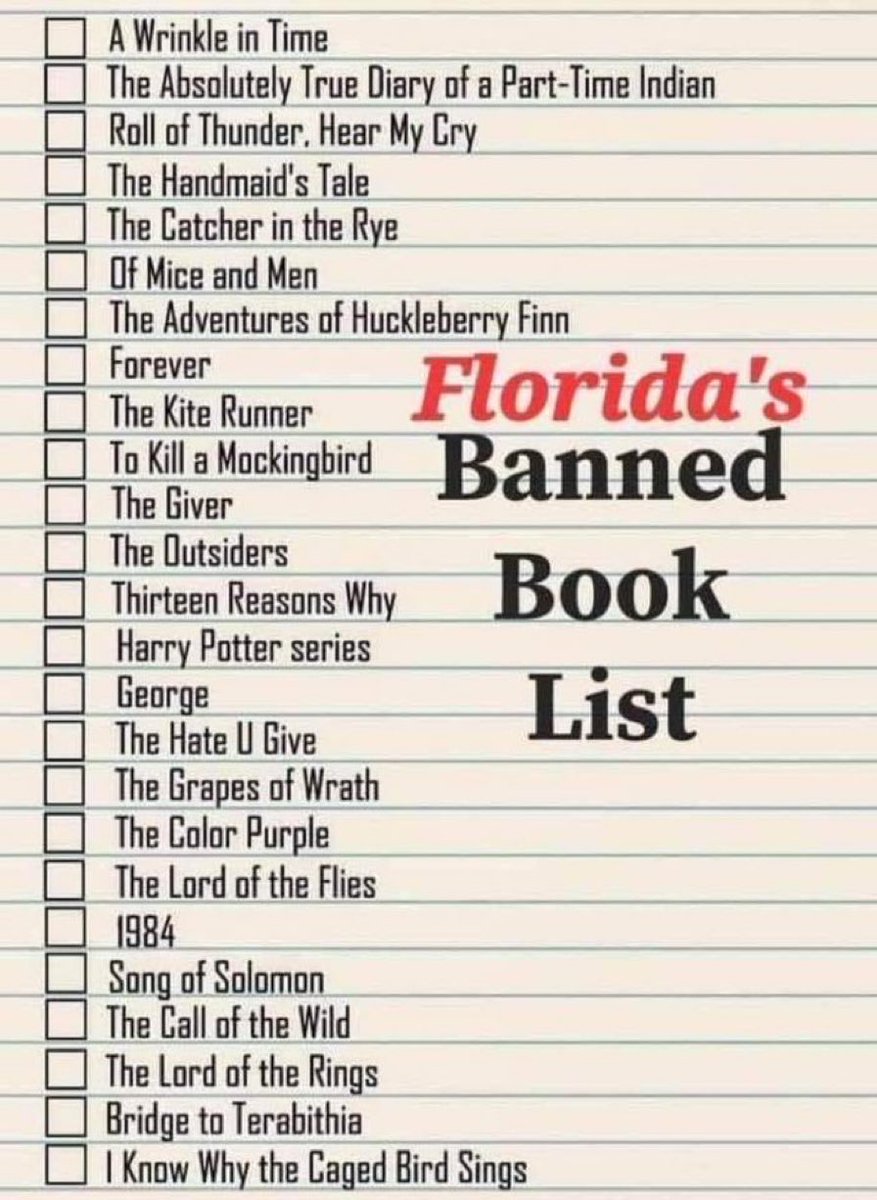 A Wrinkle in Time
The Absolutely True Diary of a Part-Time Indian
Roll of Thunder, Hear My Cry
The Handmaid's Tale
The Catcher in the Rye
Of Mice and Men
The Adventures of Huckleberry Finn
Forever
The Kite Runner
To Kill a Mockingbird
The Giver
The Outsiders
Thirteen Reasons Why
Harry Potter series
George
The Hate U Give
The Grapes of Wrath
The Color Purple
The Lord of the Flies
1984
Song of Solomon
The Call of the Wild
The Lord of the Rings
Bridge to Terabithia
I Know Why the Caged Bird Sings
Florida's
Banned
Book
List